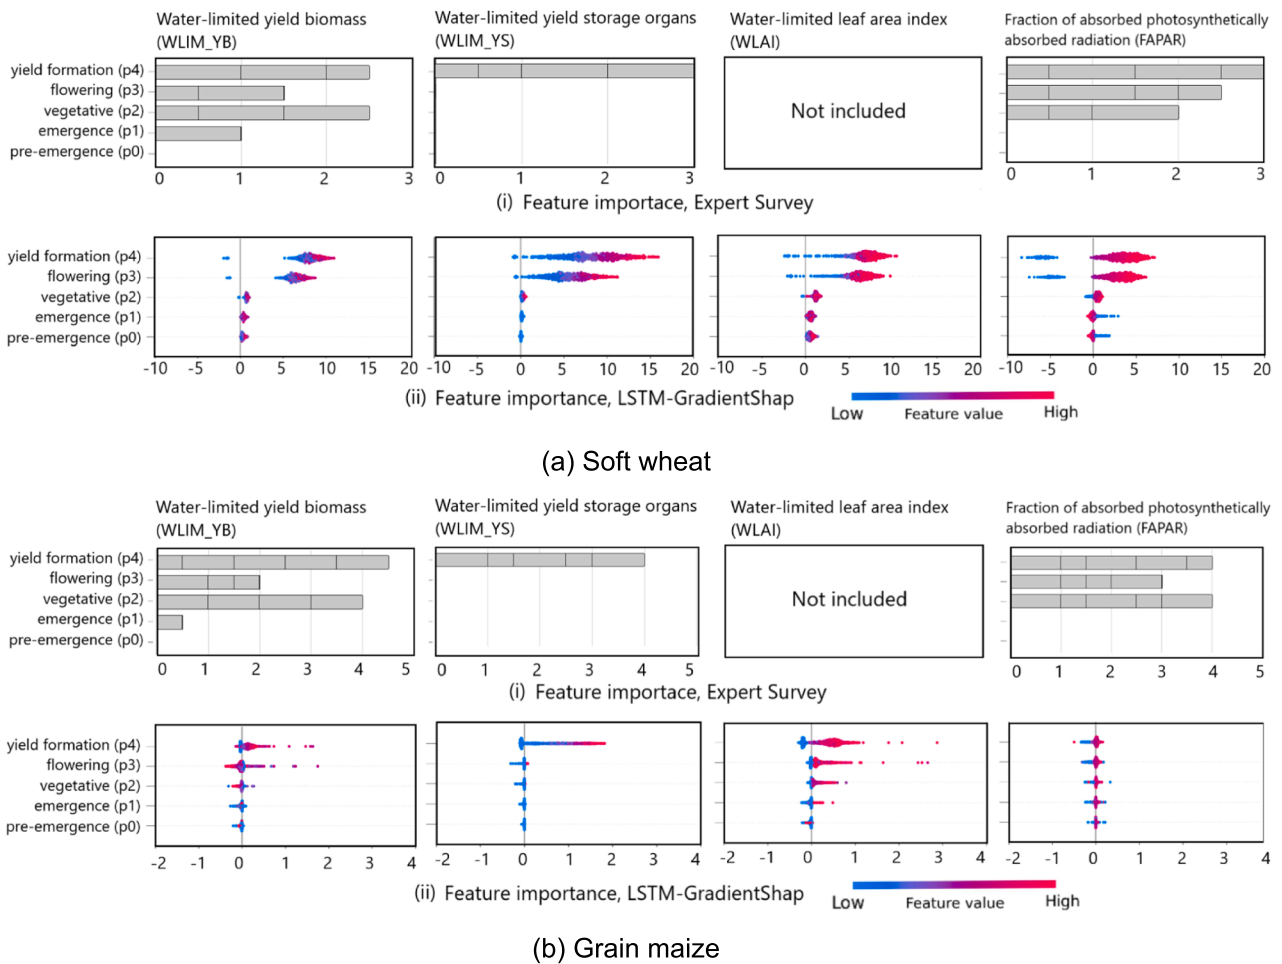 Water-limited yield biomass
(WLIM_YB)
Water-limited yield storage organs
(WLIM_YS)
Water-limited leaf area index
(WLAI)
Fraction of absorbed photosynthetically
absorbed radiation (FAPAR)
yield formation (p4)
flowering (p3)
vegetative (p2)
emergence (p1)
pre-emergence (p0)
Not included
0 1 2 3
0 1 2 3
0 1 2 3
(i) Feature importace, Expert Survey
yield formation (p4)
flowering (p3)
vegetative (p2)
emergence (p1)
pre-emergence (p0)
-10 -5 0 5 10 15 20
-10 -5 0 5 10 15 20
-10 -5 0 5 10 15 20
-10 -5 0 5 10 15 20
(ii) Feature importance, LSTM-GradientShap
Low Feature value High
(a) Soft wheat
Water-limited yield biomass
(WLIM_YB)
Water-limited yield storage organs
(WLIM_YS)
Water-limited leaf area index
(WLAI)
Fraction of absorbed photosynthetically
absorbed radiation (FAPAR)
yield formation (p4)
flowering (p3)
vegetative (p2)
emergence (p1)
pre-emergence (p0)
Not included
0 1 2 3 4 5
0 1 2 3 4 5
0 1 2 3 4 5
(i) Feature importace, Expert Survey
yield formation (p4)
flowering (p3)
vegetative (p2)
emergence (p1)
pre-emergence (p0)
-2 -1 0 1 2 3 4
-2 -1 0 1 2 3 4
-2 -1 0 1 2 3 4
-2 -1 0 1 2 3 4
(ii) Feature importance, LSTM-GradientShap
Low Feature value High
(b) Grain maize